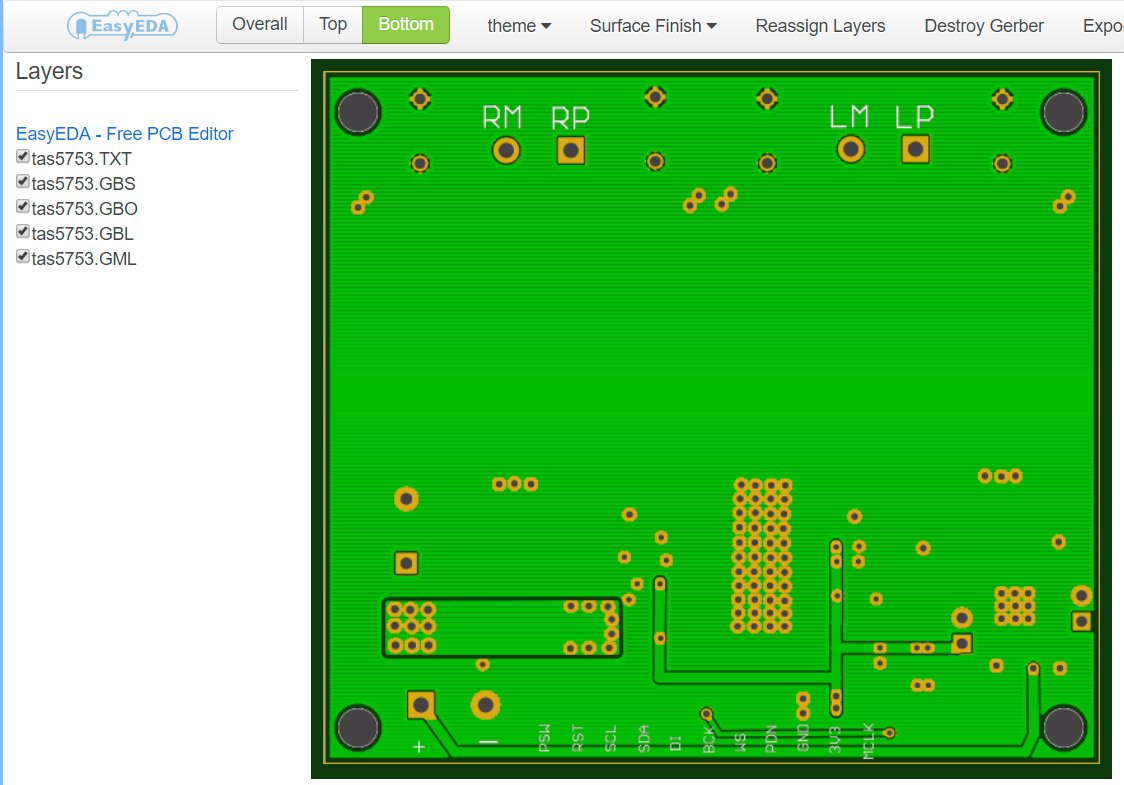 EasyEDA
Overall Top Bottom theme Surface Finish Reassign Layers Destroy Gerber Expo
Layers
EasyEDA - Free PCB Editor
tas5753.TXT
tas5753.GBS
tas5753.GBO
tas5753.GBL
tas5753.GML
RM RP LM LP
+ − PSW RST SCL SDA DI BCK WS PDN GND 3V3 MCLK